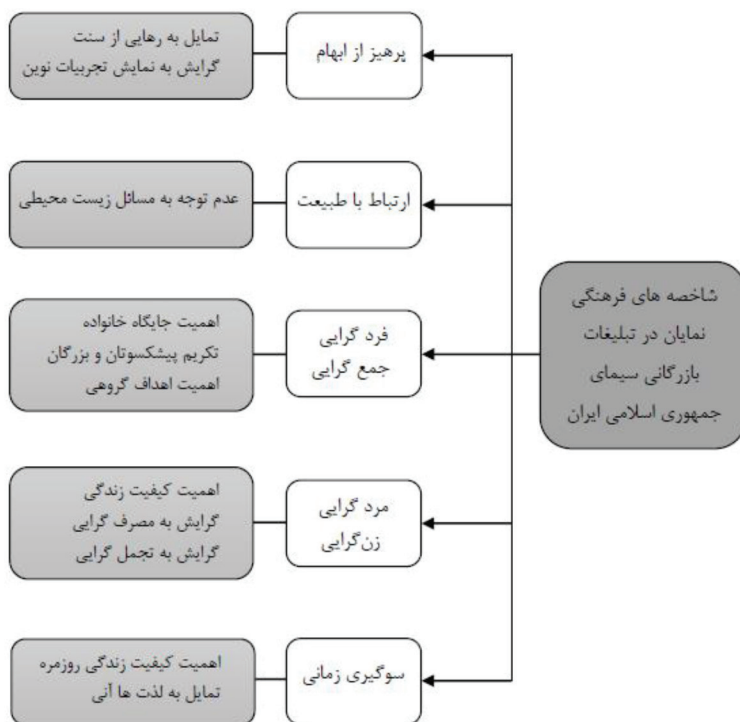 شاخصه های فرهنگی
نمایان در تبلیغات
بازرگانی سیمای
جمهوری اسلامی ایران
پرهیز از ابهام
تمایل به رهایی از سنت
گرایش به نمایش تجربیات نوین
ارتباط با طبیعت
عدم توجه به مسائل زیست محیطی
فرد گرایی
جمع گرایی
اهمیت جایگاه خانواده
تکریم پیشکسوتان و بزرگان
اهمیت اهداف گروهی
مرد گرایی
زن‌گرایی
اهمیت کیفیت زندگی
گرایش به مصرف گرایی
گرایش به تجمل گرایی
سوگیری زمانی
اهمیت کیفیت زندگی روزمره
تمایل به لذت ها آنی